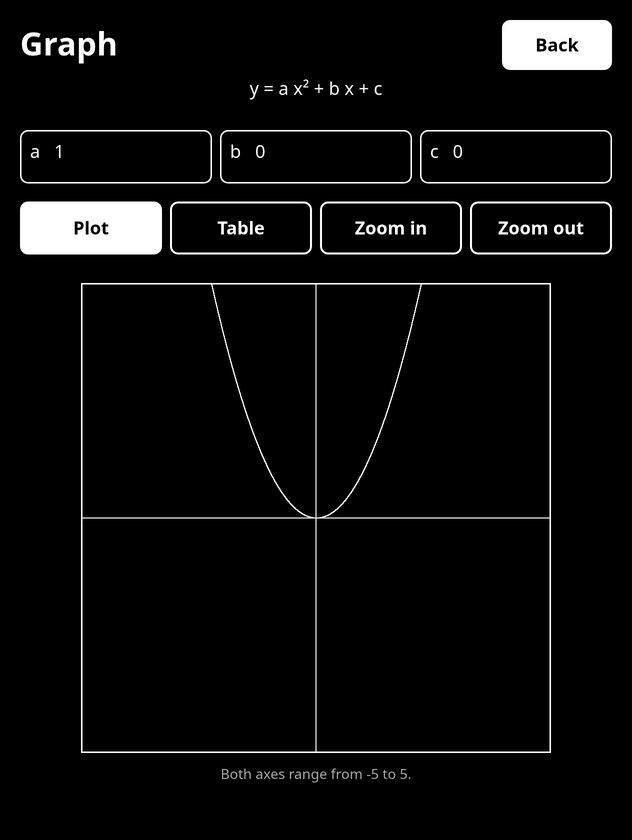 Graph
Back
y = a x² + b x + c
a 1
b 0
c 0
Plot
Table
Zoom in
Zoom out
Both axes range from -5 to 5.